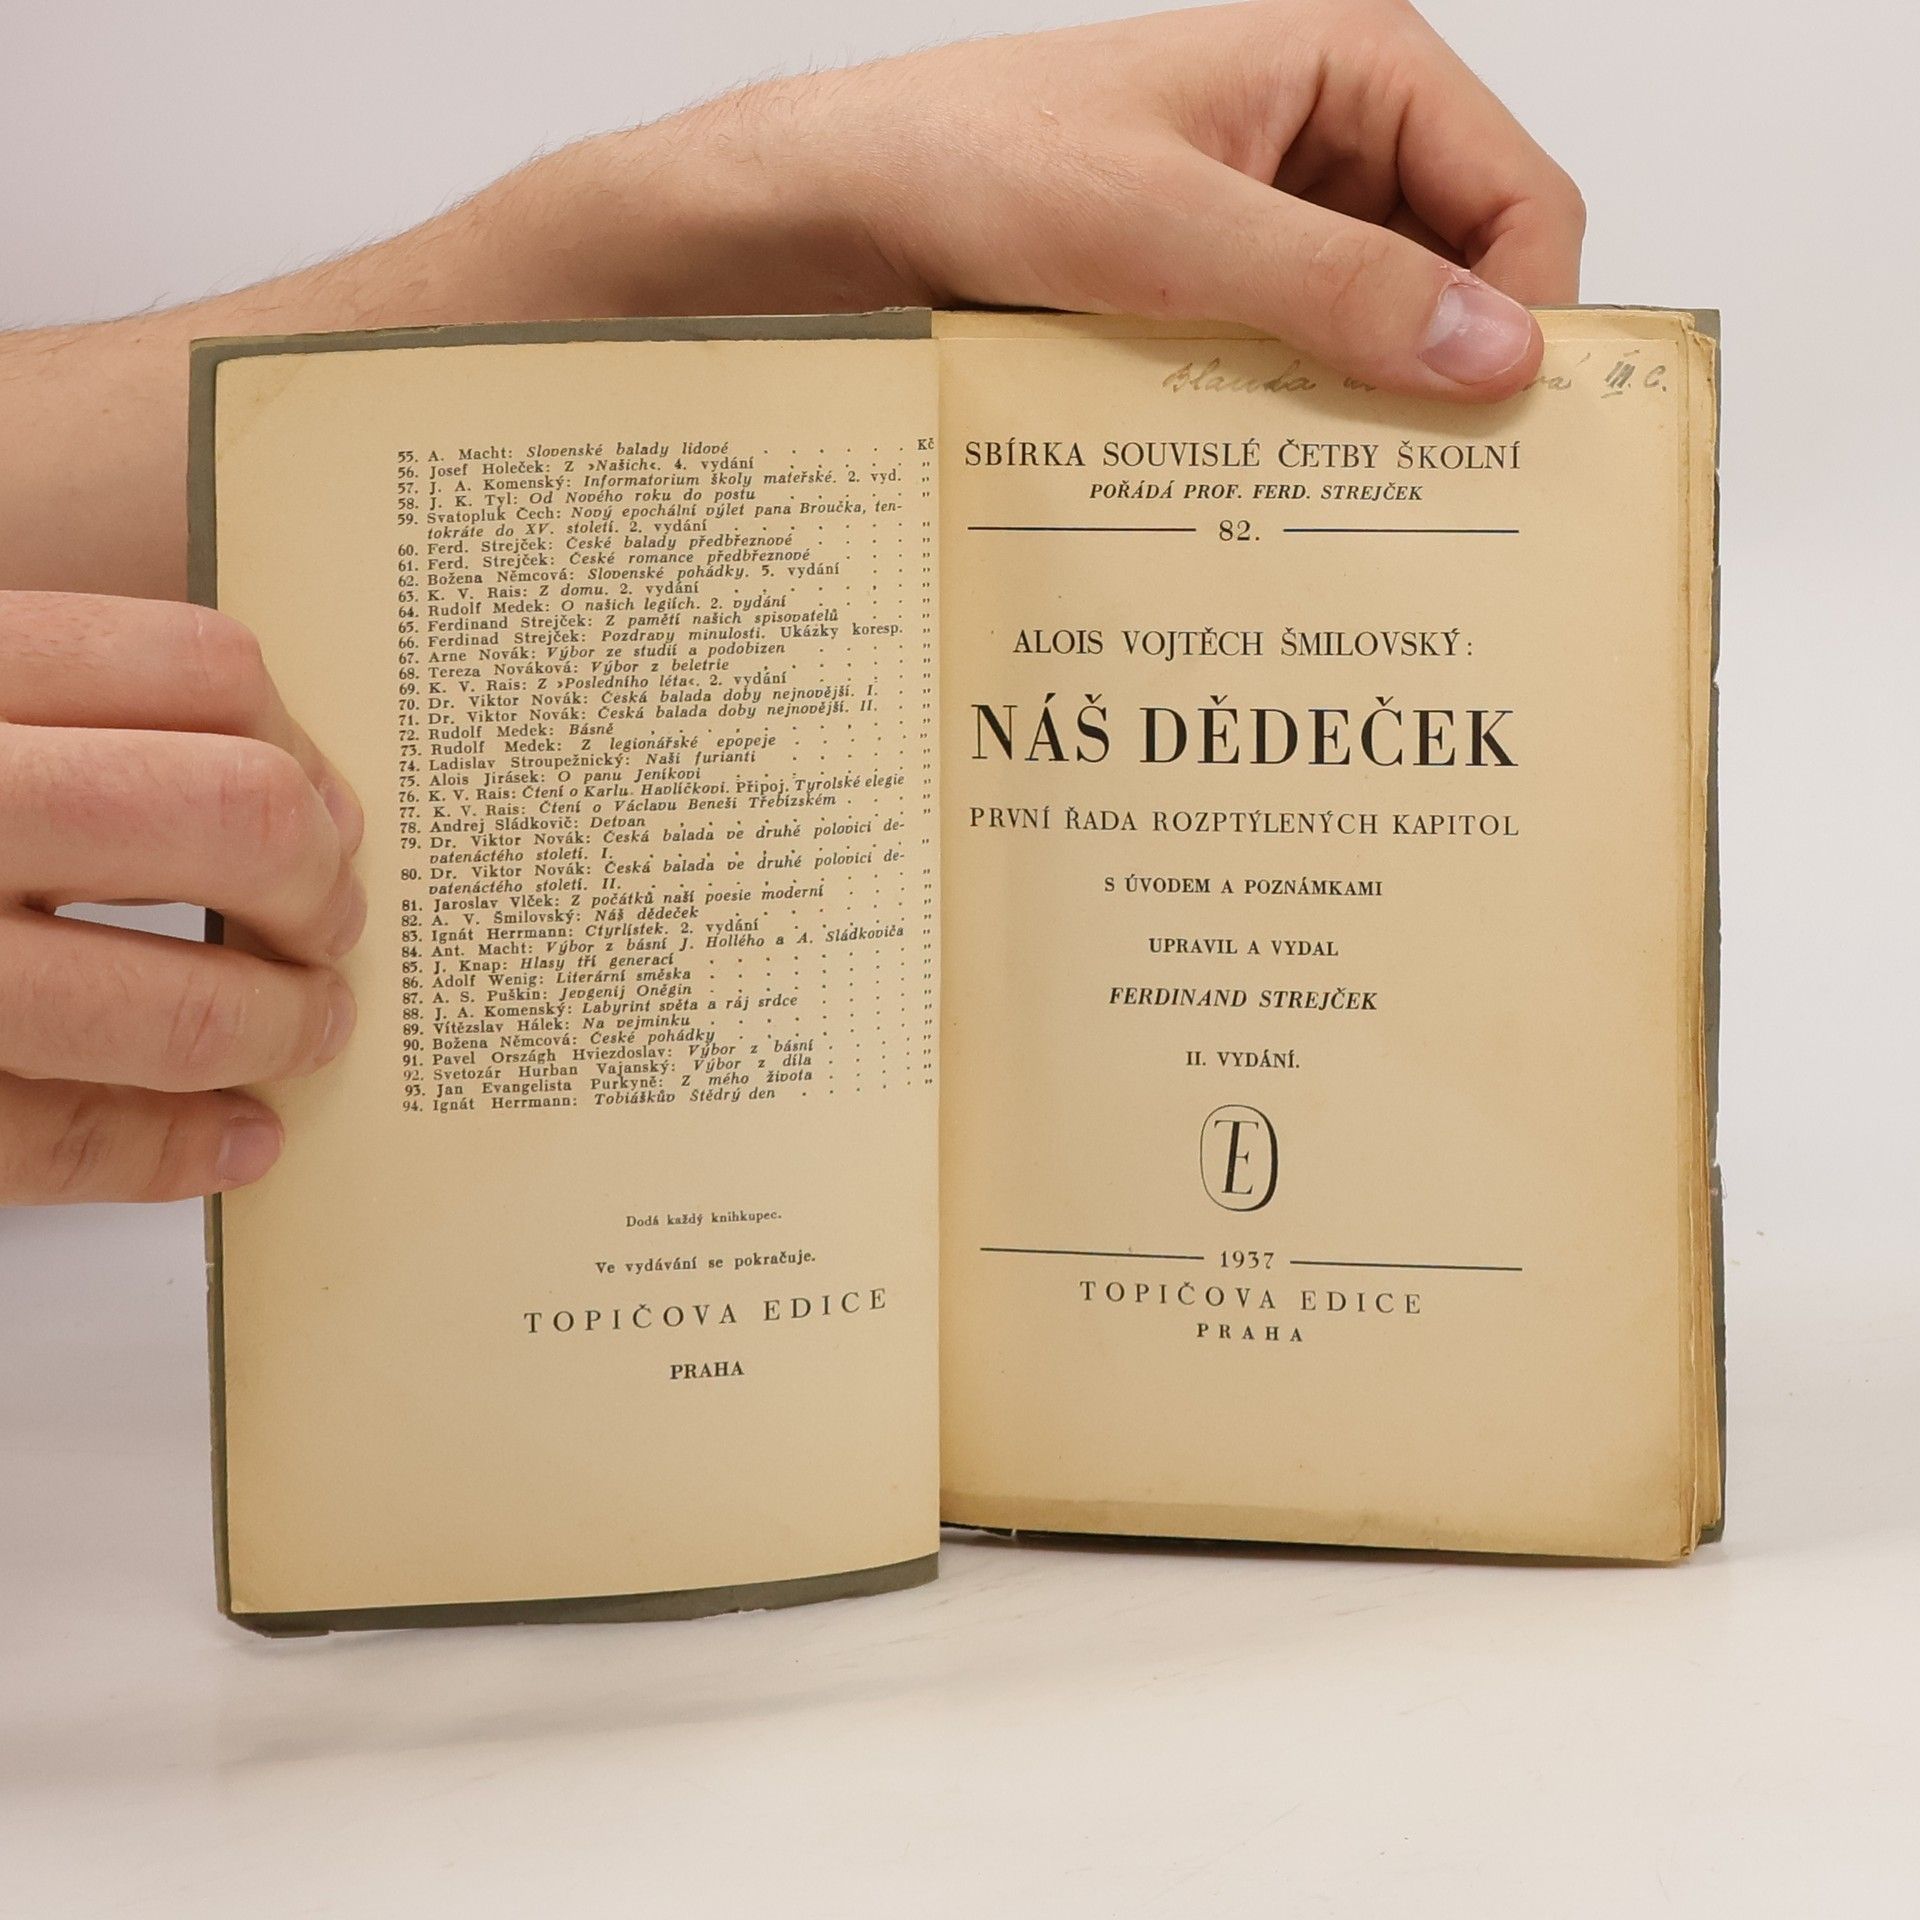 Kč
55. A. Macht: Slovenské balady lidové . . . . . .
56. Josef Holeček: Z ›Našich‹. 4. vydání . . . . . „
57. J. A. Komenský: Informatorium školy mateřské. 2. vyd. „
58. J. K. Tyl: Od Nového roku do postu . . . . . „
59. Svatopluk Čech: Nový epochální výlet pana Broučka, ten-
tokráte do XV. století. 2. vydání . . . . . . „
60. Ferd. Strejček: České balady předbřeznové . . . . „
61. Ferd. Strejček: České romance předbřeznové . . . „
62. Božena Němcová: Slovenské pohádky. 5. vydání . . „
63. K. V. Rais: Z domu. 2. vydání . . . . . . „
64. Rudolf Medek: O našich legiích. 2. vydání . . . . „
65. Ferdinand Strejček: Z pamětí našich spisovatelů . . „
66. Ferdinad Strejček: Pozdravy minulosti. Ukázky koresp. „
67. Arne Novák: Výbor ze studií a podobizen . . . . „
68. Tereza Nováková: Výbor z beletrie . . . . . „
69. K. V. Rais: Z ›Posledního léta‹. 2. vydání . . . . „
70. Dr. Viktor Novák: Česká balada doby nejnovější. I. . „
71. Dr. Viktor Novák: Česká balada doby nejnovější. II. . „
72. Rudolf Medek: Básně . . . . . . . „
73. Rudolf Medek: Z legionářské epopeje . . . . . „
74. Ladislav Stroupežnický: Naši furianti . . . . . „
75. Alois Jirásek: O panu Jeníkovi . . . . . . „
76. K. V. Rais: Čtení o Karlu Havlíčkovi. Připoj. Tyrolské elegie „
77. K. V. Rais: Čtení o Václavu Beneši Třebízském . . . „
78. Andrej Sládkovič: Detvan . . . . . . . „
79. Dr. Viktor Novák: Česká balada ve druhé polovici de-
vatenáctého století. I. . . . . . . . „
80. Dr. Viktor Novák: Česká balada ve druhé polovici de-
vatenáctého století. II. . . . . . . . „
81. Jaroslav Vlček: Z počátků naší poesie moderní . . . „
82. A. V. Šmilovský: Náš dědeček . . . . . . „
83. Ignát Herrmann: Čtyrlístek. 2. vydání . . . . . „
84. Ant. Macht: Výbor z básní J. Hollého a A. Sládkoviča „
85. J. Knap: Hlasy tří generací . . . . . . „
86. Adolf Wenig: Literární směska . . . . . . „
87. A. S. Puškin: Jevgenij Oněgin . . . . . . „
88. J. A. Komenský: Labyrint světa a ráj srdce . . . . „
89. Vítězslav Hálek: Na vejminku . . . . . . „
90. Božena Němcová: České pohádky . . . . . . „
91. Pavel Országh Hviezdoslav: Výbor z básní . . . . „
92. Svetozár Hurban Vajanský: Výbor z díla . . . . „
93. Jan Evangelista Purkyně: Z mého života . . . . „
94. Ignát Herrmann: Tobiáškův Štědrý den . . . . „
Dodá každý knihkupec.
Ve vydávání se pokračuje.
TOPIČOVA EDICE
PRAHA
Blanka III. C.
SBÍRKA SOUVISLÉ ČETBY ŠKOLNÍ
POŘÁDÁ PROF. FERD. STREJČEK
82.
ALOIS VOJTĚCH ŠMILOVSKÝ:
NÁŠ DĚDEČEK
PRVNÍ ŘADA ROZPTÝLENÝCH KAPITOL
S ÚVODEM A POZNÁMKAMI
UPRAVIL A VYDAL
FERDINAND STREJČEK
II. VYDÁNÍ.
TE
1937
TOPIČOVA EDICE
PRAHA